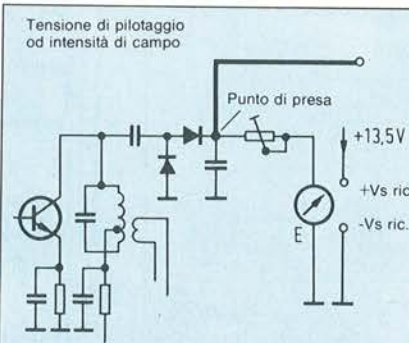 Tensione di pilotaggio
od intensità di campo
Punto di presa
+13,5V
+Vs ric.
E
-Vs ric.